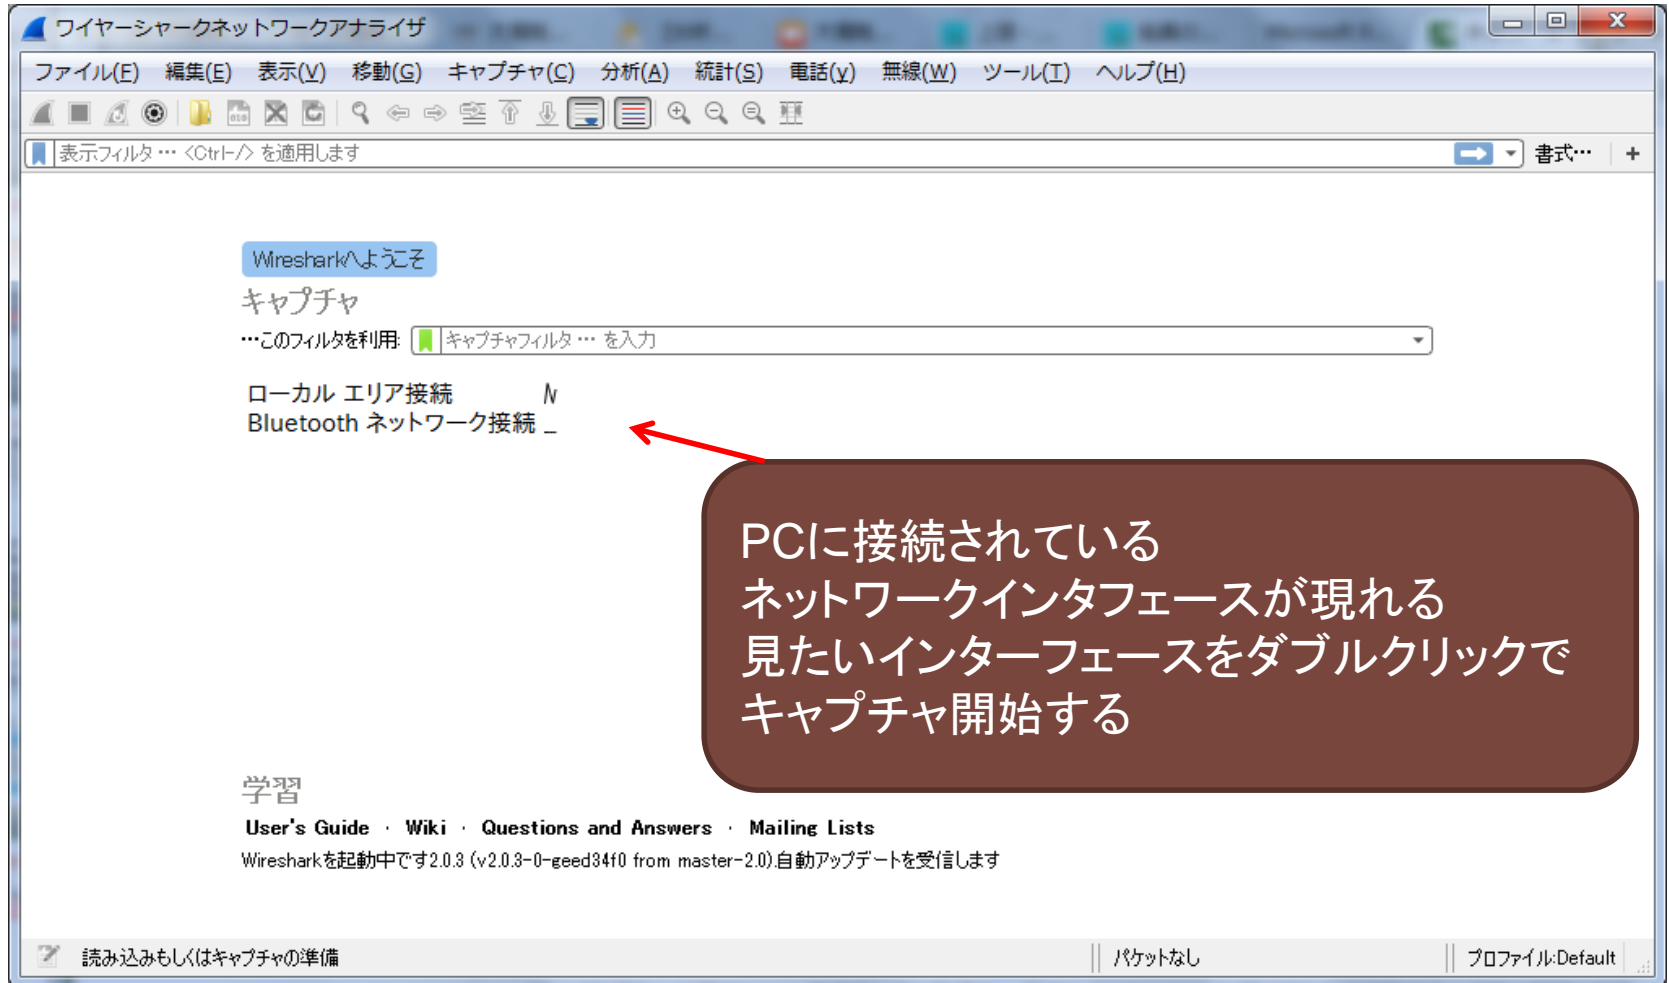 ワイヤーシャークネットワークアナライザ
ファイル(F) 編集(E) 表示(V) 移動(G) キャプチャ(C) 分析(A) 統計(S) 電話(y) 無線(W) ツール(T) ヘルプ(H)
表示フィルタ … <Ctrl-/> を適用します 書式… +
Wiresharkへようこそ
キャプチャ
…このフィルタを利用: キャプチャフィルタ … を入力
ローカル エリア接続
Bluetooth ネットワーク接続
PCに接続されている
ネットワークインタフェースが現れる
見たいインターフェースをダブルクリックで
キャプチャ開始する
学習
User's Guide · Wiki · Questions and Answers · Mailing Lists
Wiresharkを起動中です2.0.3 (v2.0.3-0-geed34f0 from master-2.0).自動アップデートを受信します
読み込みもしくはキャプチャの準備 パケットなし プロファイル:Default